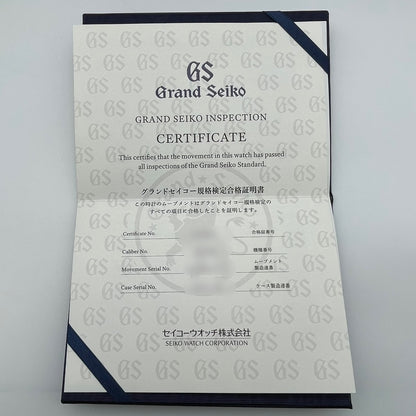 GS
Grand Seiko
GRAND SEIKO INSPECTION
CERTIFICATE
This certifies that the movement in this watch has passed
all inspections of the Grand Seiko Standard.
グランドセイコー規格検定合格証明書
この時計のムーブメントはグランドセイコー規格検定の
すべての項目に合格したことを証明します。
Certificate No. 合格証番号
Caliber No. 機種番号
Movement Serial No. ムーブメント
製造連番
Case Serial No. ケース製造連番
セイコーウオッチ株式会社
SEIKO WATCH CORPORATION